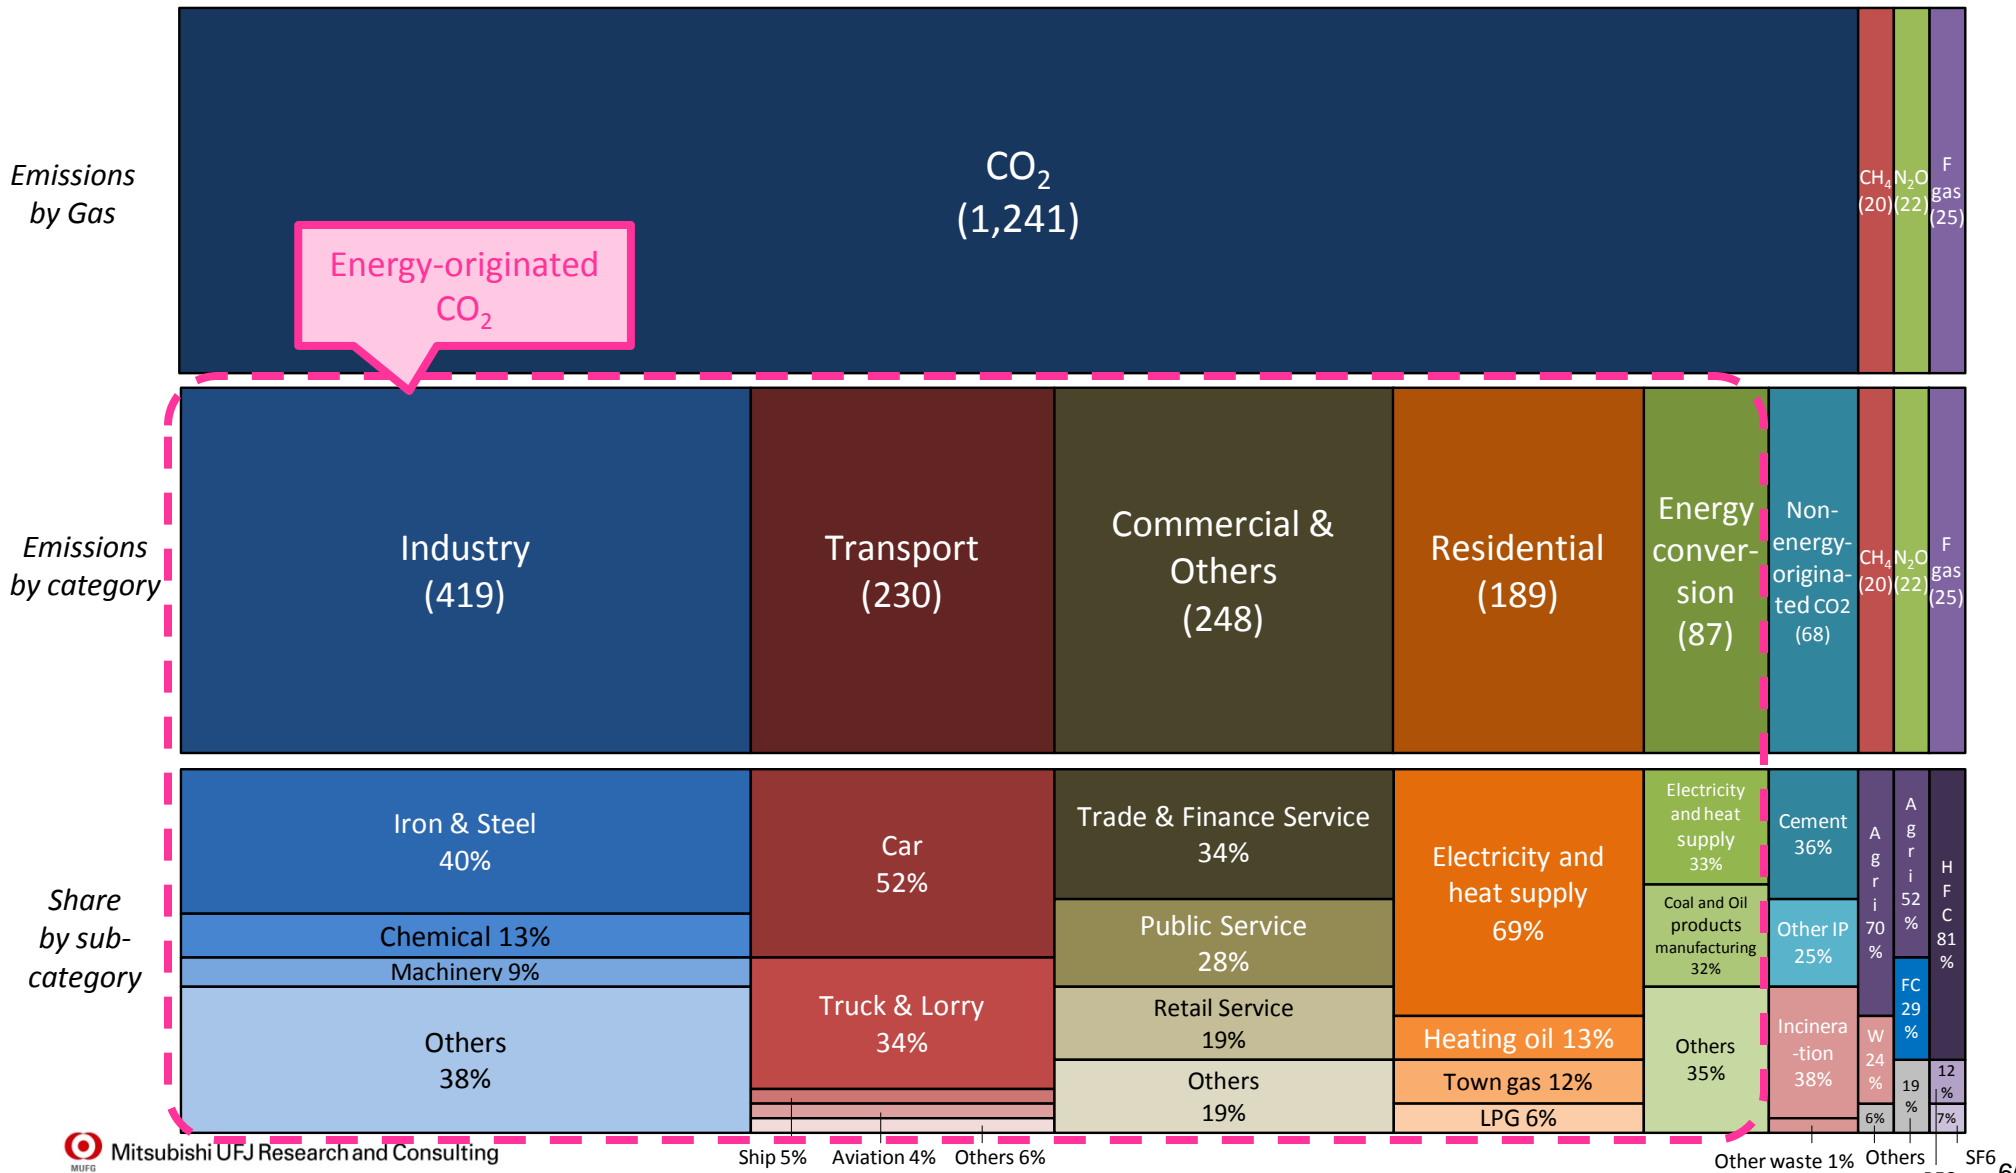 Emissions
by Gas
CO2
(1,241)
CH4
(20)
N2O
(22)
F
gas
(25)
Energy-originated
CO2
Emissions
by category
Industry
(419)
Transport
(230)
Commercial &
Others
(248)
Residential
(189)
Energy
conver-
sion
(87)
Non-
energy-
origina-
ted CO2
(68)
CH4
(20)
N2O
(22)
F
gas
(25)
Share
by sub-
category
Iron & Steel
40%
Chemical 13%
Machinery 9%
Others
38%
Car
52%
Truck & Lorry
34%
Ship 5%
Aviation 4%
Others 6%
Trade & Finance Service
34%
Public Service
28%
Retail Service
19%
Others
19%
Electricity and
heat supply
69%
Heating oil 13%
Town gas 12%
LPG 6%
Electricity
and heat
supply
33%
Coal and Oil
products
manufacturing
32%
Others
35%
Cement
36%
Other IP
25%
Incinera
-tion
38%
Other waste 1%
A
g
r
i 70
%
W
24
%
6%
Others
A
g
r
i
52
%
FC
29
%
19
%
H
F
C
81
%
12
%
7%
SF6
MUFG
Mitsubishi UFJ Research and Consulting